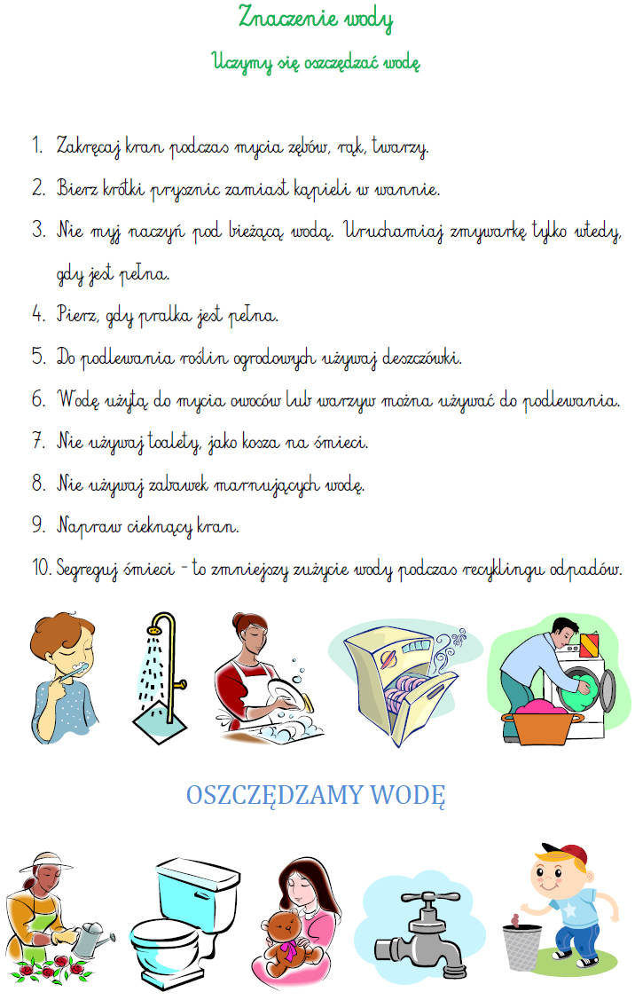 Znaczenie wody
Uczymy się oszczędzać wodę
1. Zakręcaj kran podczas mycia zębów, rąk, twarzy.
2. Bierz krótki prysznic zamiast kąpieli w wannie.
3. Nie myj naczyń pod bieżącą wodą. Uruchamiaj zmywarkę tylko wtedy,
gdy jest pełna.
4. Pierz, gdy pralka jest pełna.
5. Do podlewania roślin ogrodowych używaj deszczówki.
6. Wodę użytą do mycia owoców lub warzyw można używać do podlewania.
7. Nie używaj toalety, jako kosza na śmieci.
8. Nie używaj zabawek marnujących wodę.
9. Napraw cieknący kran.
10. Segreguj śmieci - to zmniejszy zużycie wody podczas recyklingu odpadów.
OSZCZĘDZAMY WODĘ